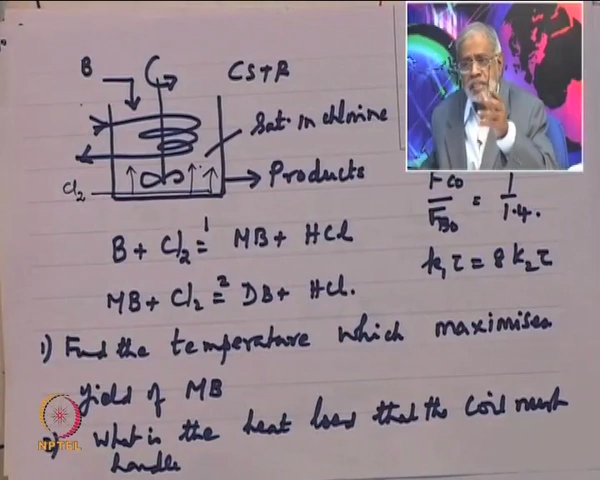 B
CSTR
Sat. in chlorine
Cl2
Products
FC0 / FB0 = 1 / 1.4.
B + Cl2 =1 MB + HCl
k1τ = 8 k2τ
MB + Cl2 =2 DB + HCl.
1) Find the temperature which maximises
yield of MB
2) What is the heat load that the coil must
handle
NPTEL